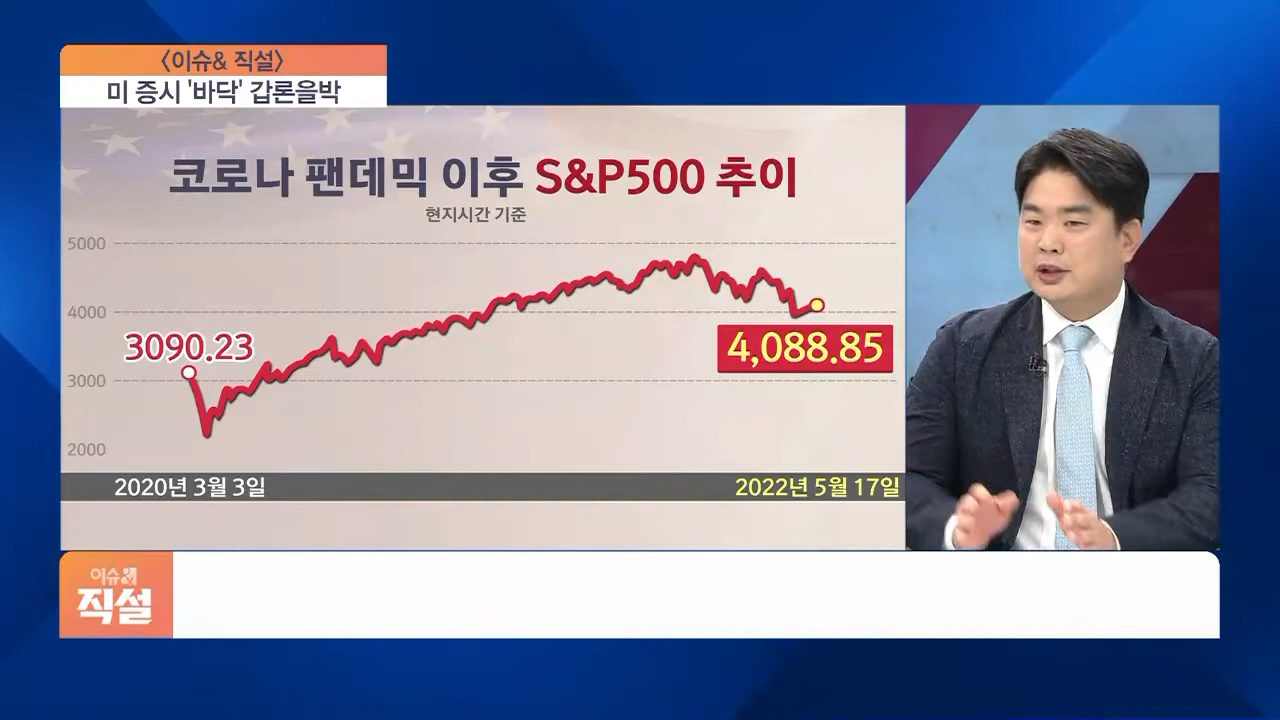 〈이슈& 직설〉
미 증시 '바닥' 갑론을박
코로나 팬데믹 이후 S&P500 추이
현지시간 기준
5000
4000
3090.23
4,088.85
3000
2000
2020년 3월 3일
2022년 5월 17일
이슈&
직설